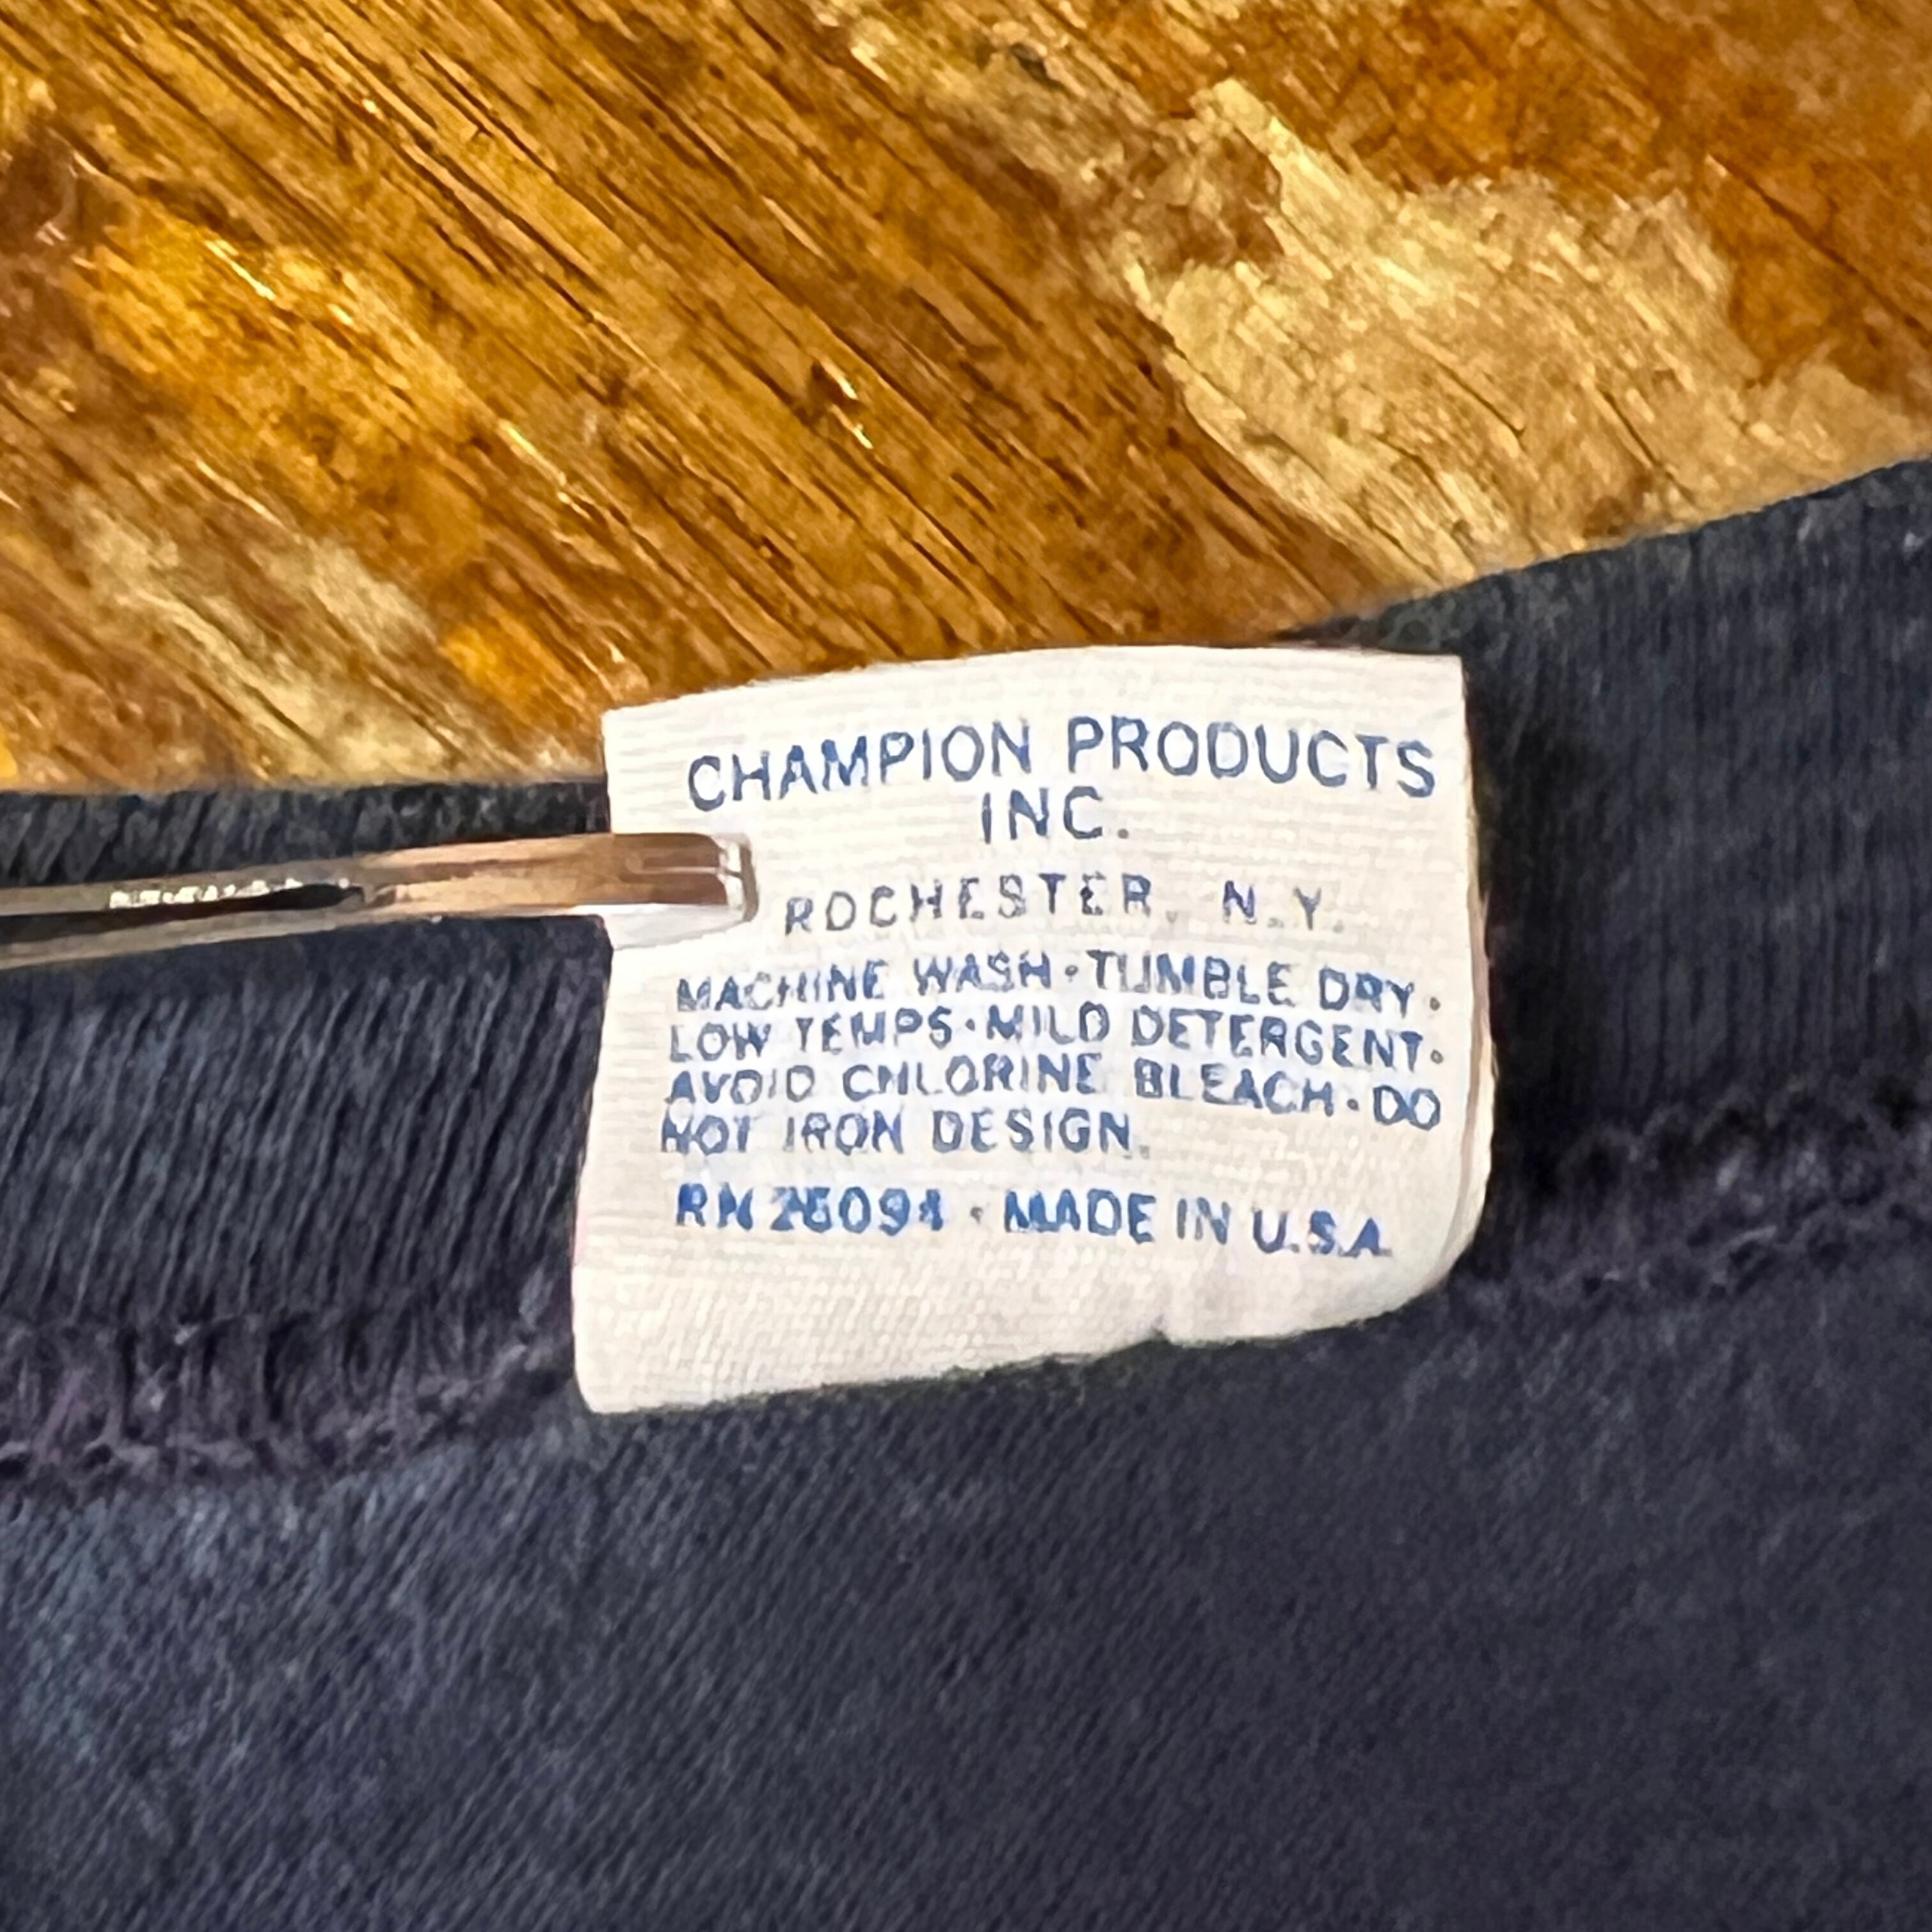 CHAMPION PRODUCTS
INC.
ROCHESTER, N.Y.
MACHINE WASH · TUMBLE DRY ·
LOW TEMPS · MILD DETERGENT ·
AVOID CHLORINE BLEACH · DO
NOT IRON DESIGN.
RN 26094 · MADE IN U.S.A.